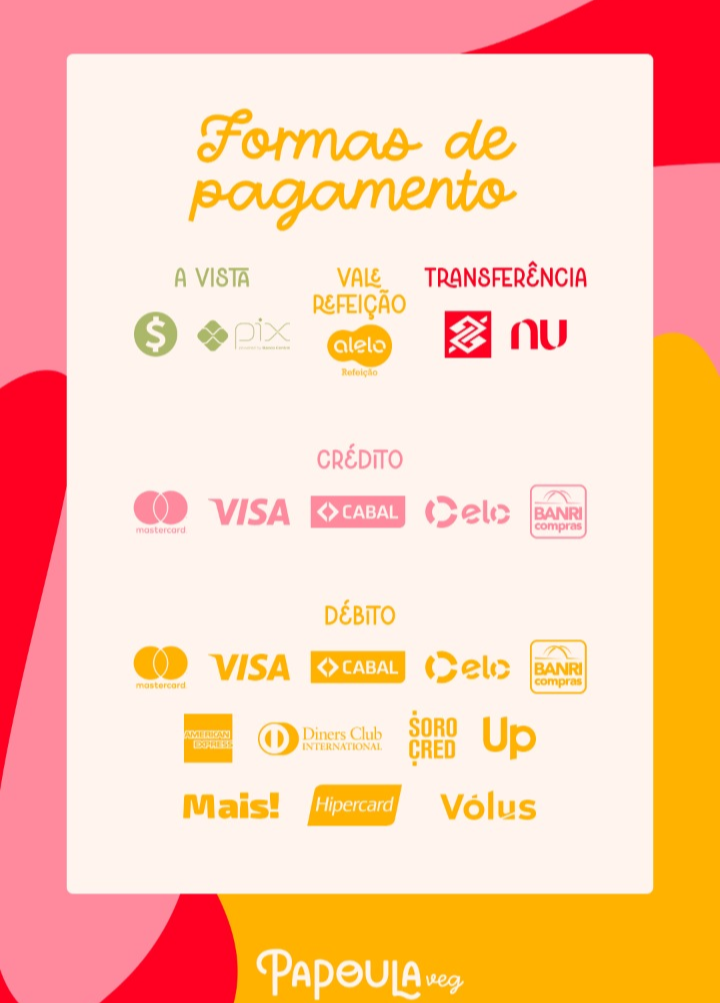 Formas de
pagamento
A VISTA
VALE
REFEIÇÃO
TRANSFERÊNCIA
$
pix
alelo
Refeição
nu
CRÉDITO
mastercard
VISA
CABAL
elo
BANRI
compras
DÉBITO
mastercard
VISA
CABAL
elo
BANRI
compras
AMERICAN
EXPRESS
Diners Club
INTERNATIONAL
SORO
CRED
Up
Mais!
Hipercard
Vólus
PAPOULA veg